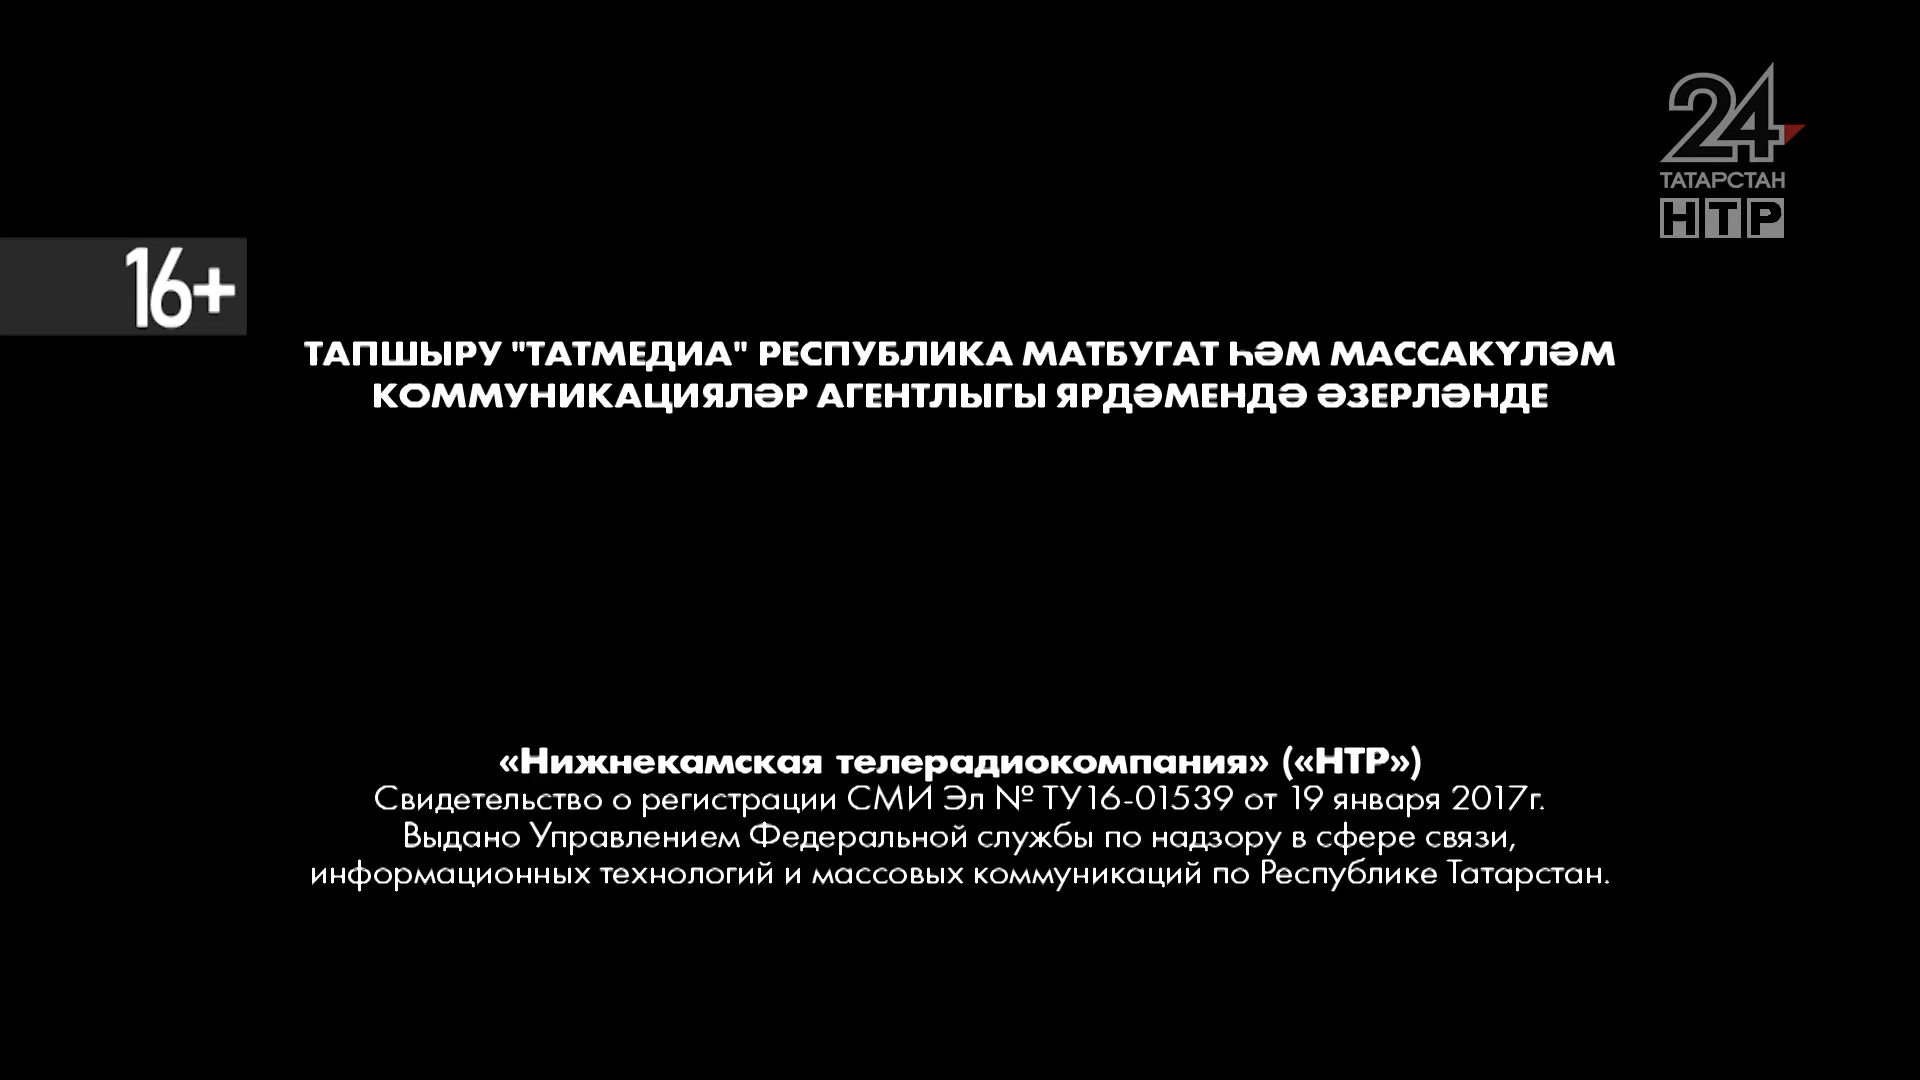 24
ТАТАРСТАН
НТР
16+
ТАПШЫРУ "ТАТМЕДИА" РЕСПУБЛИКА МАТБУГАТ ҺӘМ МАССАКҮЛӘМ
КОММУНИКАЦИЯЛӘР АГЕНТЛЫГЫ ЯРДӘМЕНДӘ ӘЗЕРЛӘНДЕ
«Нижнекамская телерадиокомпания» («НТР»)
Свидетельство о регистрации СМИ Эл № ТУ16-01539 от 19 января 2017г.
Выдано Управлением Федеральной службы по надзору в сфере связи,
информационных технологий и массовых коммуникаций по Республике Татарстан.